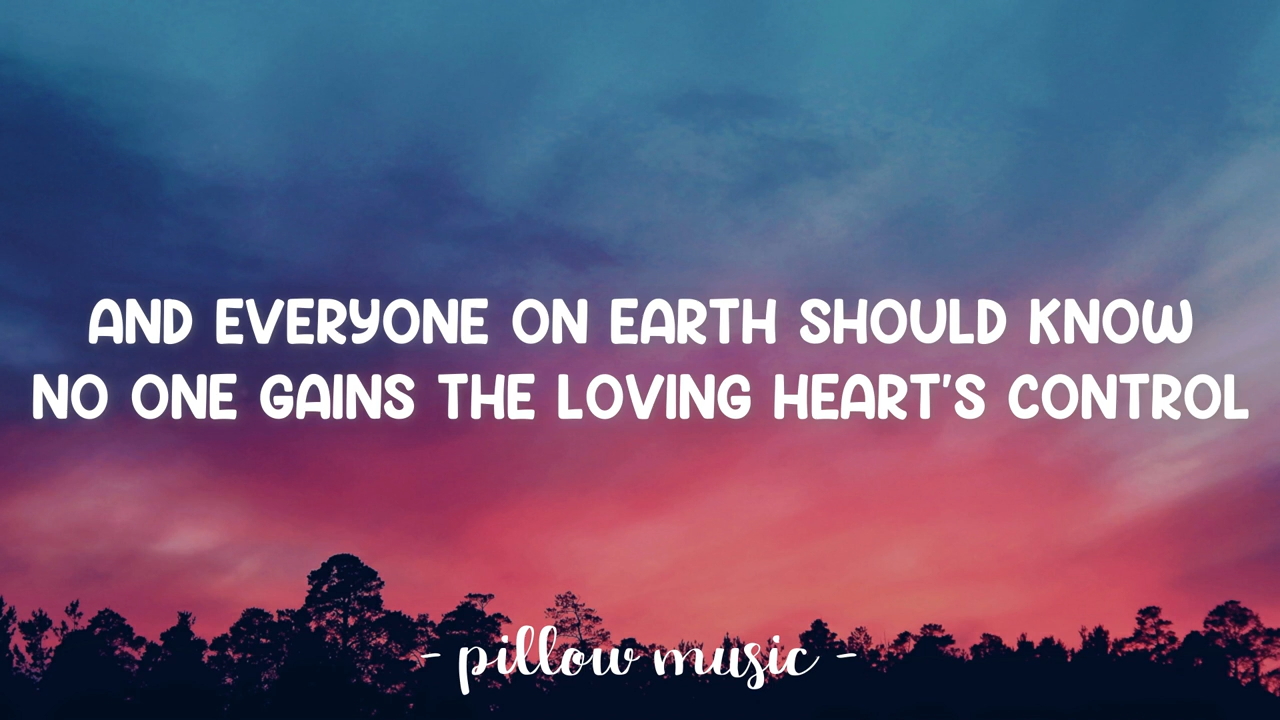 AND EVERYONE ON EARTH SHOULD KNOW
NO ONE GAINS THE LOVING HEART'S CONTROL
- pillow music -